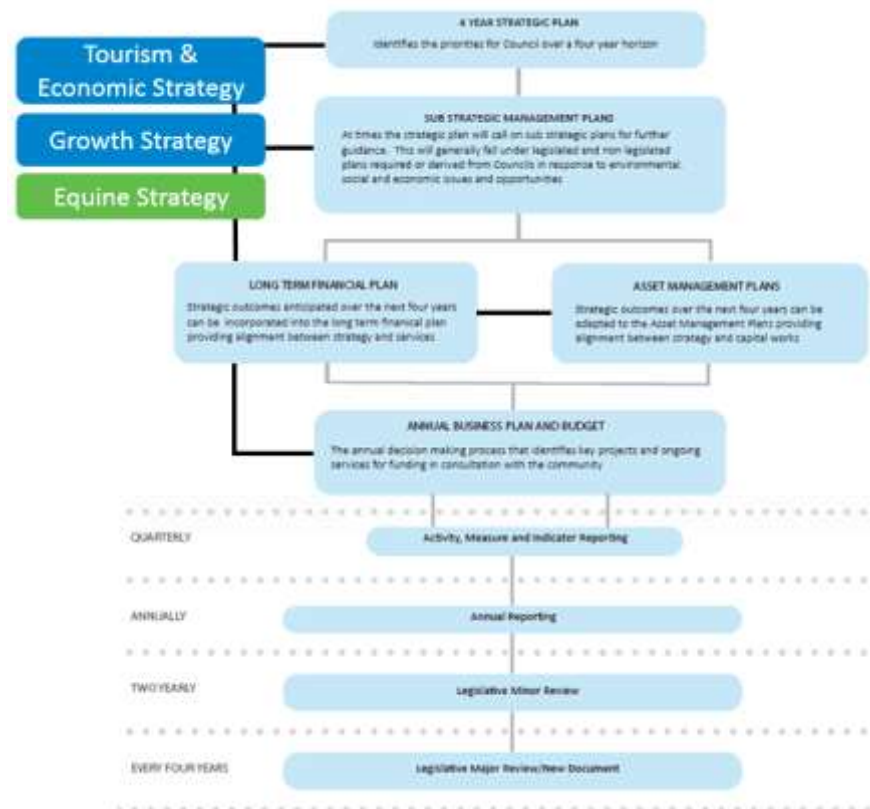 4 YEAR STRATEGIC PLAN
Identifies the priorities for Council over a four year horizon
Tourism &
Economic Strategy
Growth Strategy
Equine Strategy
SUB STRATEGIC MANAGEMENT PLANS
At times the strategic plan will call on sub strategic plans for further
guidance. This will generally fall under legislated and non legislated
plans required or derived from Councils in response to environmental
social and economic issues and opportunities
LONG TERM FINANCIAL PLAN
Strategic outcomes anticipated over the next four years
can be incorporated into the long term financial plan
providing alignment between strategy and services
ASSET MANAGEMENT PLANS
Strategic outcomes over the next four years can be
adapted to the Asset Management Plans providing
alignment between strategy and capital works
ANNUAL BUSINESS PLAN AND BUDGET
The annual decision making process that identifies key projects and ongoing
services for funding in consultation with the community
QUARTERLY
Activity, Measure and Indicator Reporting
ANNUALLY
Annual Reporting
TWO YEARLY
Legislative Minor Review
EVERY FOUR YEARS
Legislative Major Review/New Document